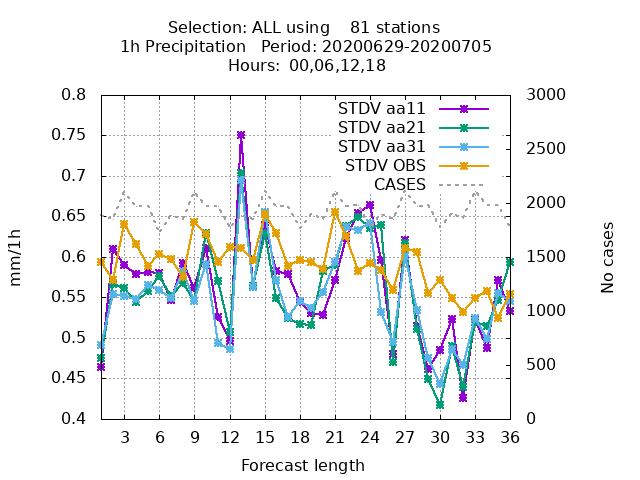 Selection: ALL using 81 stations
1h Precipitation Period: 20200629-20200705
Hours: 00,06,12,18
0.8
0.75
0.7
0.65
0.6
0.55
0.5
0.45
0.4
3000
2500
2000
1500
1000
500
0
STDV aa11
STDV aa21
STDV aa31
STDV OBS
CASES
mm/1h
No cases
3 6 9 12 15 18 21 24 27 30 33 36
Forecast length